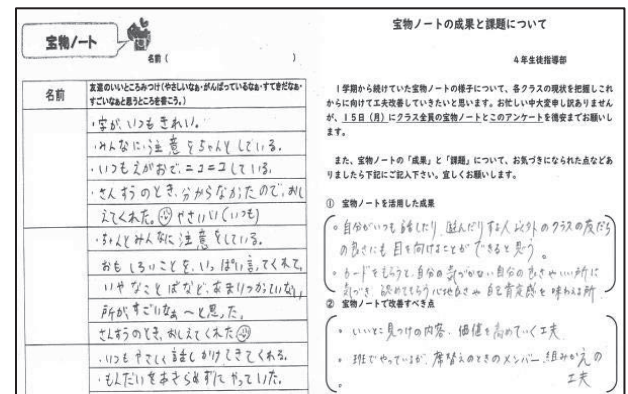 宝物ノート
名前（　　　　）
名前
友達のいいところみつけ（やさしいなぁ・がんばっているなぁ・すてきだなぁ・
すごいなぁと思うところを書こう。）
・字が、いつもきれい。
・みんなに注意をちゃんとしている。
・いつもえがおで、ニコニコしている。
・さんすうのとき、分からなかったので、おし
えてくれた。やさしい（いつも）
・ちゃんとみんなに注意をしている。
おもしろいことを、いっぱい言ってくれて、
いやなことばなど、あまりつかっていない
所が、すごいなぁ〜と思った。
さんすうのとき、おしえてくれた
・いつもやさしく話しかけてきてくれる。
・もんだいをあきらめずにやっていた。
宝物ノートの成果と課題について
４年生徒指導部
１学期から続けていた宝物ノートの様子について、各クラスの現状を把握しこれ
からに向けて工夫改善していきたいと思います。お忙しい中大変申し訳ありません
が、１５日（月）にクラス全員の宝物ノートとこのアンケートを徳安までお願いし
ます。
また、宝物ノートの「成果」と「課題」について、お気づきになられた点などあ
りましたら下記にご記入下さい。宜しくお願いします。
① 宝物ノートを活用した成果
・自分がいつも話したり、遊んだりする人以外のクラスの友だち
の良さにも目を向けることができると思う。
・カードをもらうと、自分の気づかない自分の良さやいい所に
気づき、認めてもらう心地良さや自己肯定感を味わえる所
② 宝物ノートで改善すべき点
・いいとこ見つけの内容、価値を高めていく工夫
・班でやっているが、席替えのときのメンバー、組みかえの
工夫